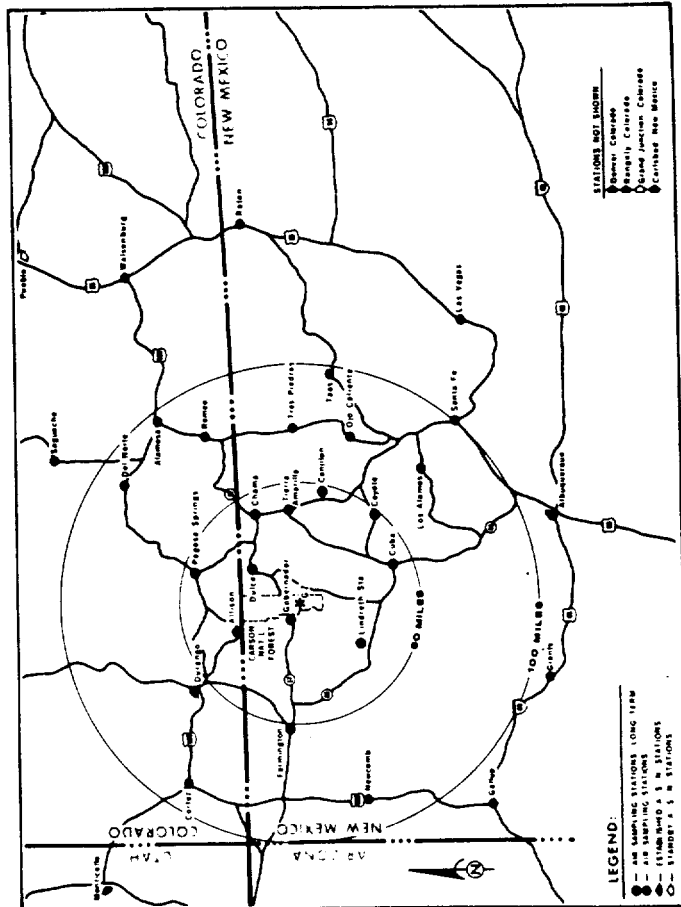 Monticello
UTAH
COLORADO
ARIZONA
NEW MEXICO
COLORADO
NEW MEXICO
Pueblo
Walsenburg
Raton
Saguache
Del Norte
Alamosa
Romeo
Pagosa Springs
Durango
Cortez
Allison
CARSON
NAT'L
FOREST
Dulce
Chama
Tierra
Amarilla
Canjilon
Tres Piedras
Taos
Ojo Caliente
Gobernador
G
Farmington
Lindreth Sta
Coyote
Cuba
Los Alamos
Santa Fe
Las Vegas
Newcomb
Gallup
Grants
Albuquerque
50 MILES
100 MILES
N
LEGEND:
— AIR SAMPLING STATIONS LONG TERM
— AIR SAMPLING STATIONS
— ESTABLISHED A S N STATIONS
— STANDBY A S N STATIONS
STATIONS NOT SHOWN
Denver Colorado
Rangely Colorado
Grand Junction Colorado
Carlsbad New Mexico